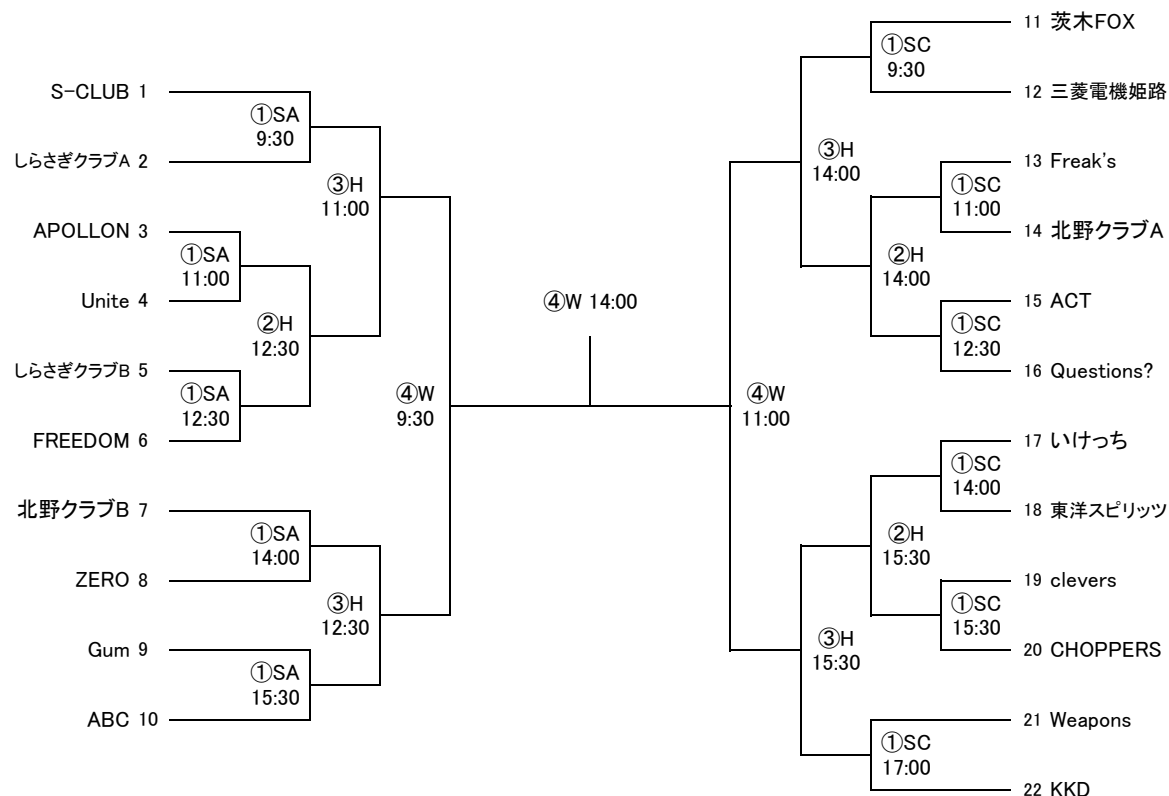 S-CLUB 1
①SA
9:30
しらさぎクラブA 2
③H
11:00
APOLLON 3
①SA
11:00
Unite 4
②H
12:30
しらさぎクラブB 5
①SA
12:30
FREEDOM 6
④W
9:30
北野クラブB 7
①SA
14:00
ZERO 8
③H
12:30
Gum 9
①SA
15:30
ABC 10
④W 14:00
11 茨木FOX
①SC
9:30
12 三菱電機姫路
③H
14:00
13 Freak's
①SC
11:00
14 北野クラブA
②H
14:00
15 ACT
①SC
12:30
16 Questions?
④W
11:00
17 いけっち
①SC
14:00
18 東洋スピリッツ
②H
15:30
19 clevers
①SC
15:30
20 CHOPPERS
③H
15:30
21 Weapons
①SC
17:00
22 KKD